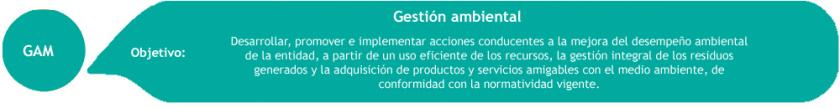 Gestión ambiental
GAM
Objetivo:
Desarrollar, promover e implementar acciones conducentes a la mejora del desempeño ambiental
de la entidad, a partir de un uso eficiente de los recursos, la gestión integral de los residuos
generados y la adquisición de productos y servicios amigables con el medio ambiente, de
conformidad con la normatividad vigente.